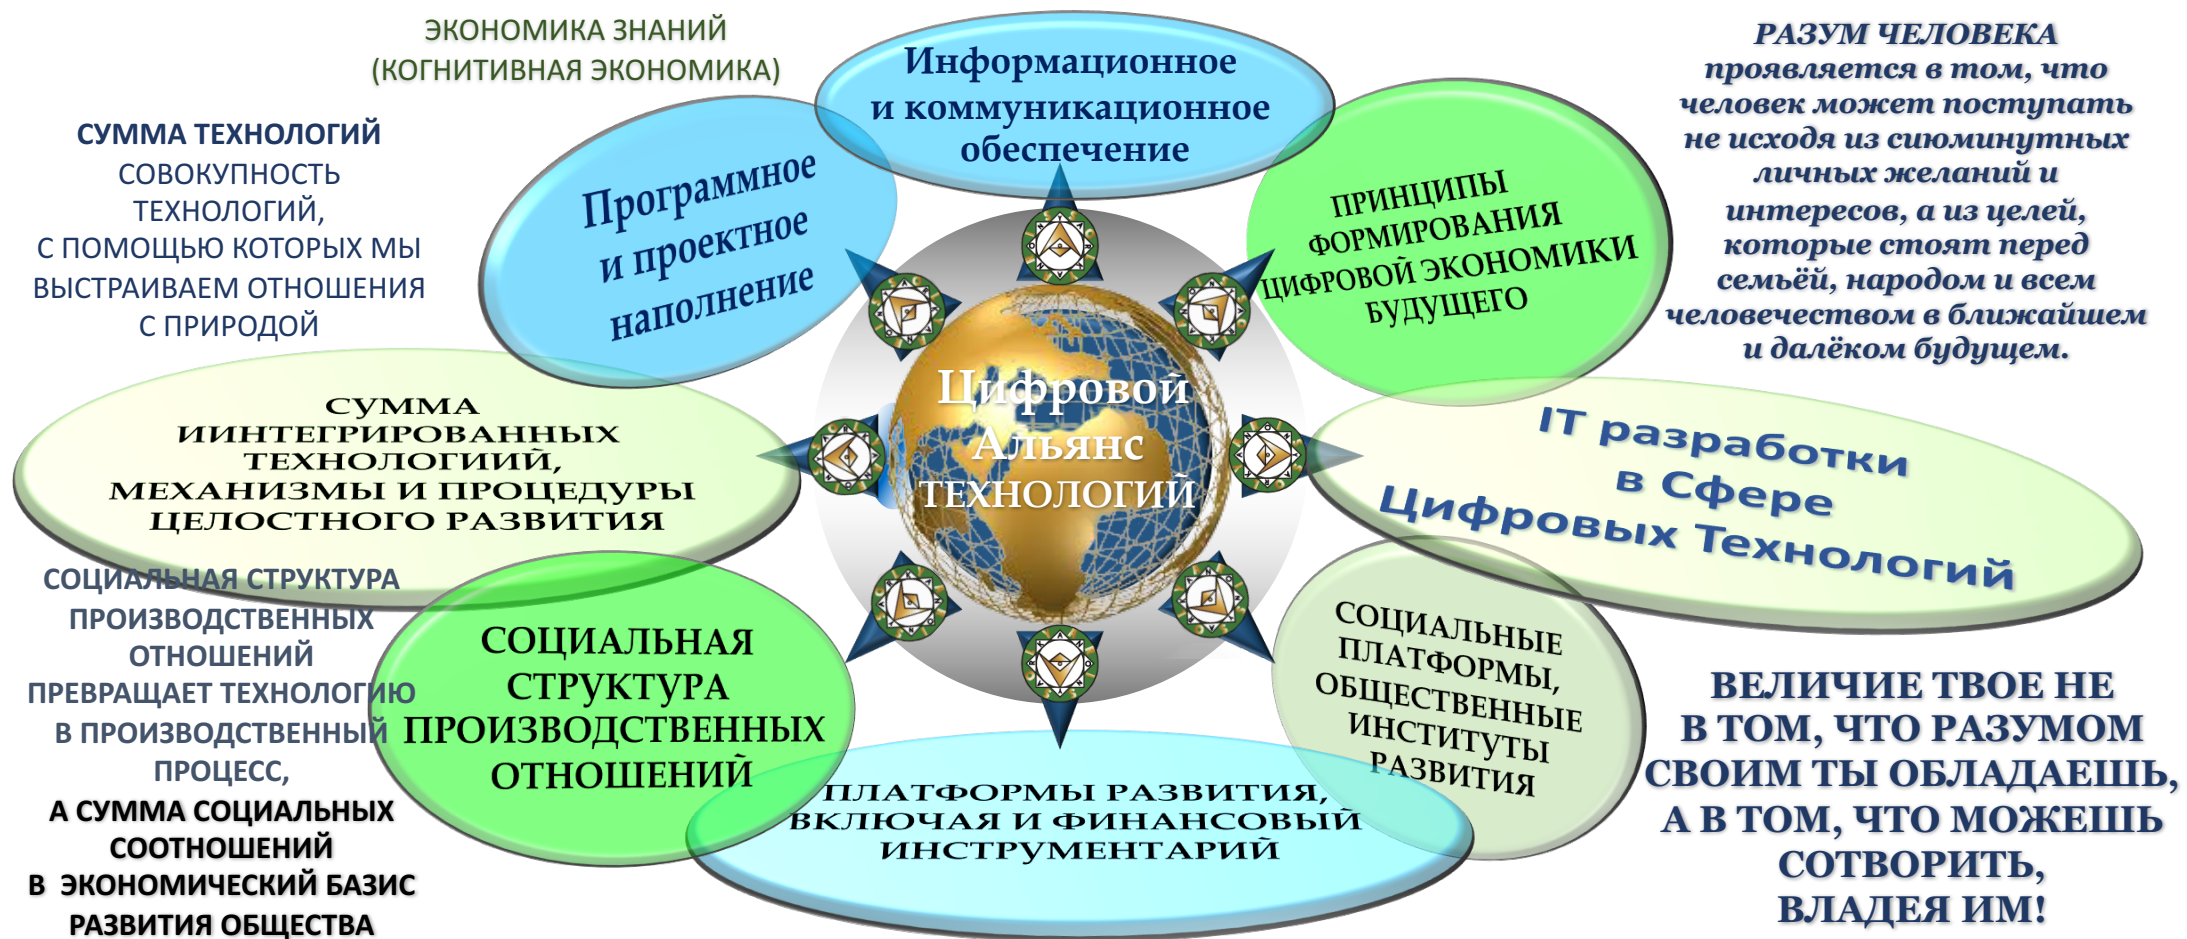 ЭКОНОМИКА ЗНАНИЙ
(КОГНИТИВНАЯ ЭКОНОМИКА)
СУММА ТЕХНОЛОГИЙ
СОВОКУПНОСТЬ
ТЕХНОЛОГИЙ,
С ПОМОЩЬЮ КОТОРЫХ МЫ
ВЫСТРАИВАЕМ ОТНОШЕНИЯ
С ПРИРОДОЙ
Программное
и проектное
наполнение
Информационное
и коммуникационное
обеспечение
ПРИНЦИПЫ
ФОРМИРОВАНИЯ
ЦИФРОВОЙ ЭКОНОМИКИ
БУДУЩЕГО
РАЗУМ ЧЕЛОВЕКА
проявляется в том, что
человек может поступать
не исходя из сиюминутных
личных желаний и
интересов, а из целей,
которые стоят перед
семьёй, народом и всем
человечеством в ближайшем
и далёком будущем.
СУММА
ИИНТЕГРИРОВАННЫХ
ТЕХНОЛОГИИЙ,
МЕХАНИЗМЫ И ПРОЦЕДУРЫ
ЦЕЛОСТНОГО РАЗВИТИЯ
Цифровой
Альянс
ТЕХНОЛОГИЙ
IT разработки
в Сфере
Цифровых Технологий
СОЦИАЛЬНАЯ СТРУКТУРА
ПРОИЗВОДСТВЕННЫХ
ОТНОШЕНИЙ
ПРЕВРАЩАЕТ ТЕХНОЛОГИЮ
В ПРОИЗВОДСТВЕННЫЙ
ПРОЦЕСС,
А СУММА СОЦИАЛЬНЫХ
СООТНОШЕНИЙ
В ЭКОНОМИЧЕСКИЙ БАЗИС
РАЗВИТИЯ ОБЩЕСТВА
СОЦИАЛЬНАЯ
СТРУКТУРА
ПРОИЗВОДСТВЕННЫХ
ОТНОШЕНИЙ
ПЛАТФОРМЫ РАЗВИТИЯ,
ВКЛЮЧАЯ И ФИНАНСОВЫЙ
ИНСТРУМЕНТАРИЙ
СОЦИАЛЬНЫЕ
ПЛАТФОРМЫ,
ОБЩЕСТВЕННЫЕ
ИНСТИТУТЫ
РАЗВИТИЯ
ВЕЛИЧИЕ ТВОЕ НЕ
В ТОМ, ЧТО РАЗУМОМ
СВОИМ ТЫ ОБЛАДАЕШЬ,
А В ТОМ, ЧТО МОЖЕШЬ
СОТВОРИТЬ,
ВЛАДЕЯ ИМ!